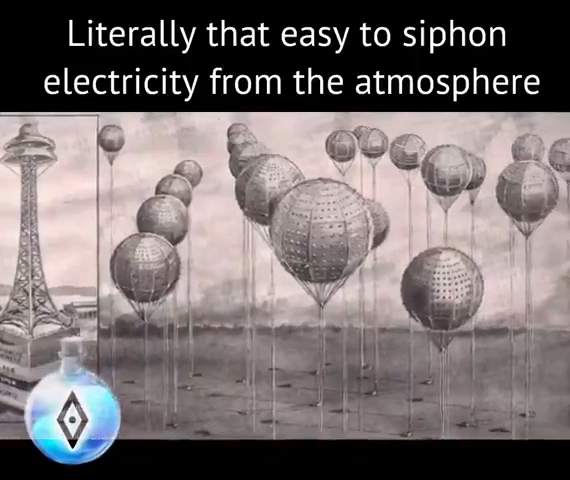 Literally that easy to siphon
electricity from the atmosphere